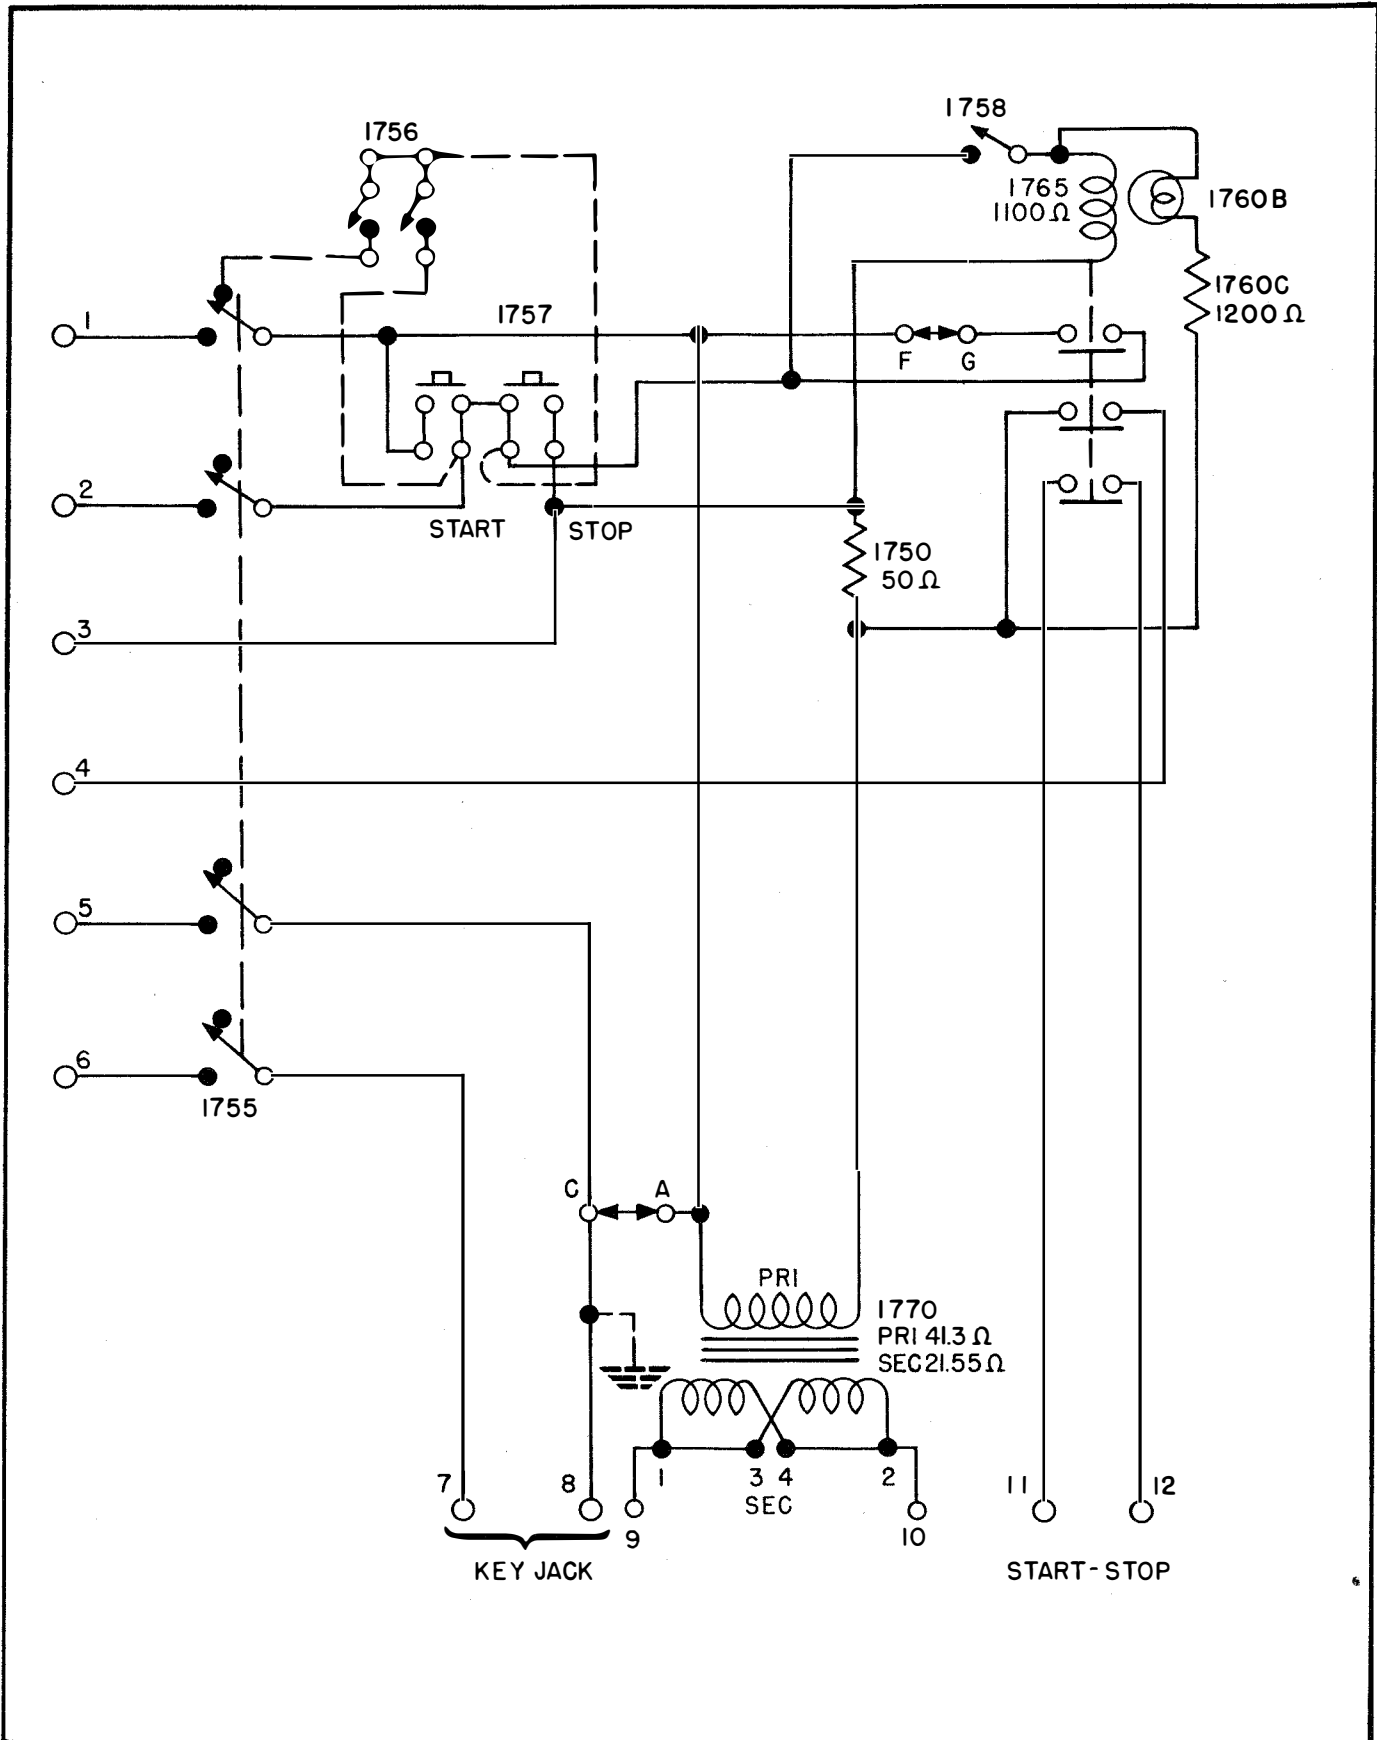 1758
1756
1765
1100Ω
1760B
1760C
1200Ω
1
1757
F
G
2
START
STOP
1750
50Ω
3
4
5
6
1755
C
A
PRI
1770
PRI 41.3Ω
SEC 21.55Ω
1
3
4
2
SEC
7
8
9
10
11
12
KEY JACK
START-STOP